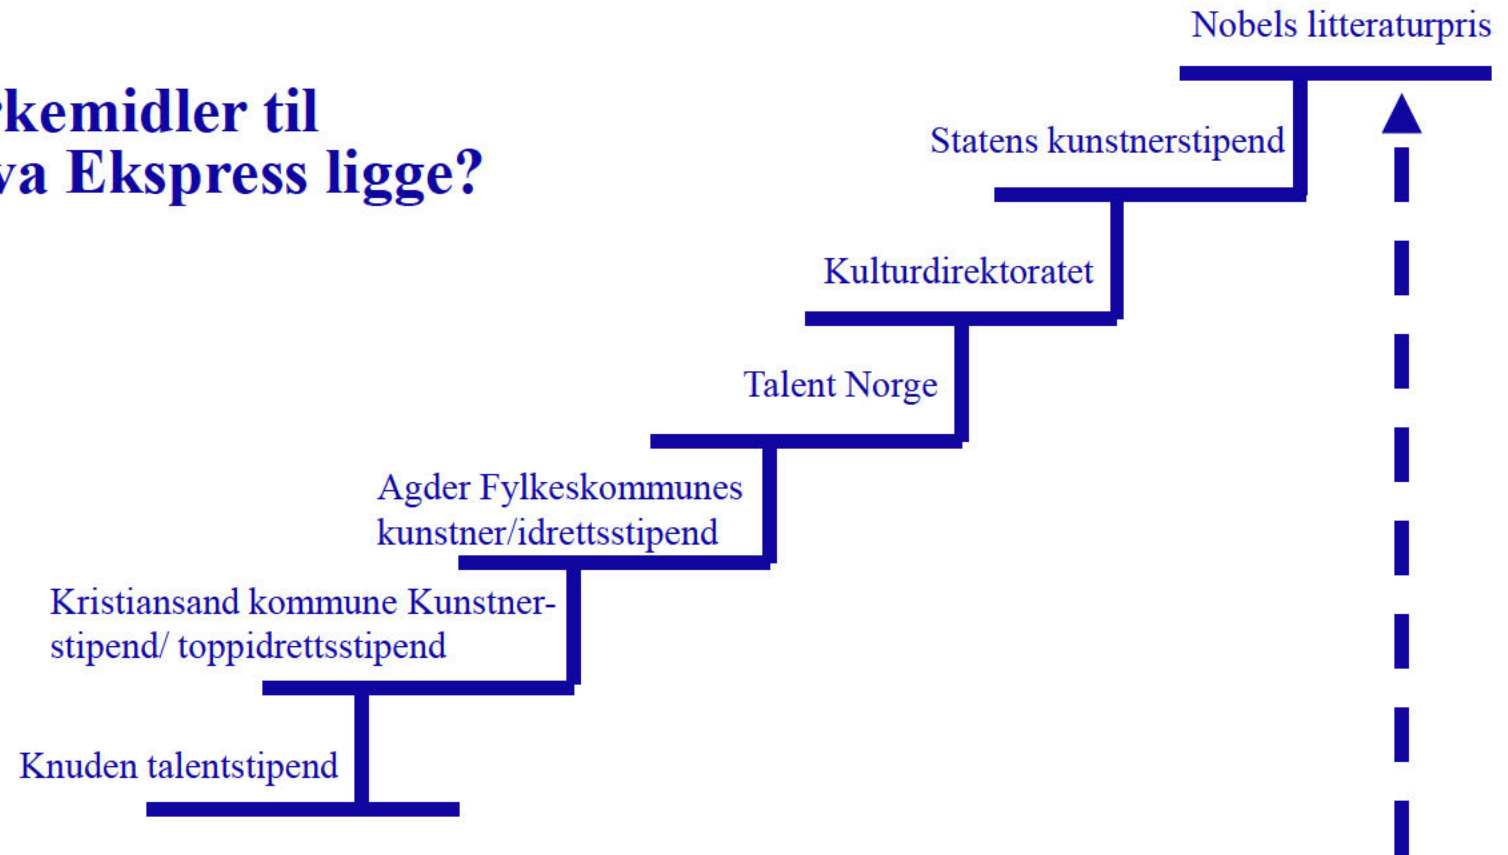 Nobels litteraturpris
rkemidler til
va Ekspress ligge?
Statens kunstnerstipend
Kulturdirektoratet
Talent Norge
Agder Fylkeskommunes
kunstner/idrettsstipend
Kristiansand kommune Kunstner-
stipend/ toppidrettsstipend
Knuden talentstipend